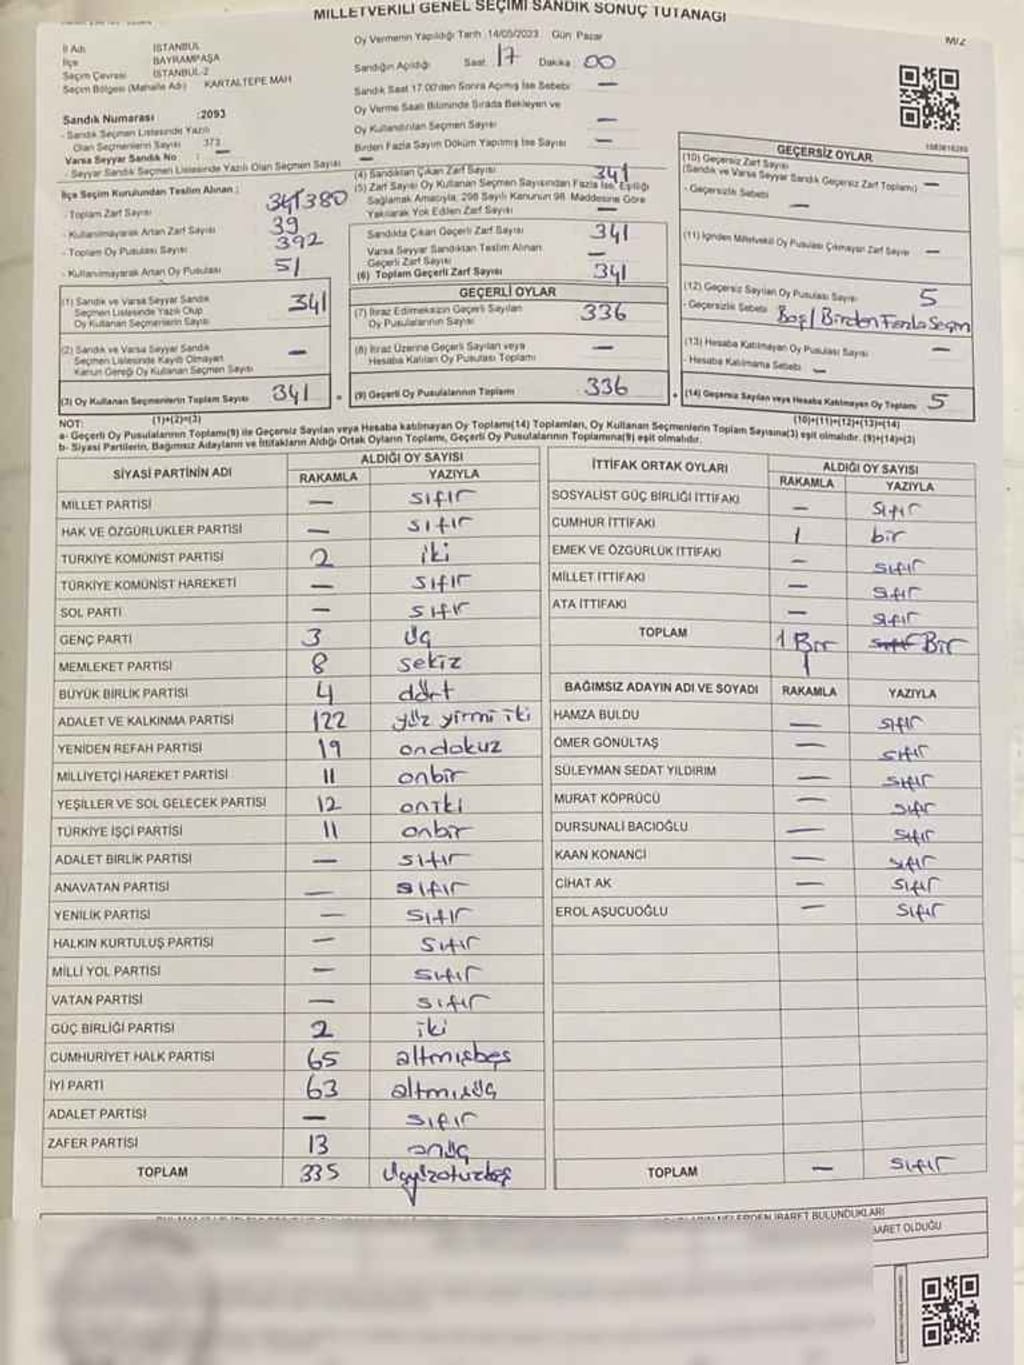 MİLLETVEKİLİ GENEL SEÇİMİ SANDIK SONUÇ TUTANAĞI
M/2
İl Adı İSTANBUL
İlçe BAYRAMPAŞA
Seçim Çevresi İSTANBUL-2
Seçim Bölgesi (Mahalle Adı) KARTALTEPE MAH
Oy Vermenin Yapıldığı Tarih 14/05/2023 Gün Pazar
Sandığın Açıldığı Saat 17 Dakika 00
Sandık Saat 17.00'den Sonra Açılmış İse Sebebi —
Oy Verme Saati Bitiminde Sırada Bekleyen ve
Oy Kullandırılan Seçmen Sayısı —
Birden Fazla Sayım Döküm Yapılmış İse Sayısı —
Sandık Numarası :2093
- Sandık Seçmen Listesinde Yazılı
Olan Seçmenlerin Sayısı 373
Varsa Seyyar Sandık No : —
- Seyyar Sandık Seçmen Listesinde Yazılı Olan Seçmen Sayısı —
İlçe Seçim Kurulundan Teslim Alınan :
- Toplam Zarf Sayısı 380
- Kullanılmayarak Artan Zarf Sayısı 39
- Toplam Oy Pusulası Sayısı 392
- Kullanılmayarak Artan Oy Pusulası 51
(1) Sandık ve Varsa Seyyar Sandık
Seçmen Listesinde Yazılı Olup
Oy Kullanan Seçmenlerin Sayısı 341
(2) Sandık ve Varsa Seyyar Sandık
Seçmen Listesinde Kayıtlı Olmayan
Kanun Gereği Oy Kullanan Seçmen Sayısı —
(3) Oy Kullanan Seçmenlerin Toplam Sayısı 341
(1)+(2)=(3)
(4) Sandıktan Çıkan Zarf Sayısı 341
(5) Zarf Sayısı Oy Kullanan Seçmen Sayısından Fazla İse, Eşitliği
Sağlamak Amacıyla, 298 Sayılı Kanunun 98. Maddesine Göre
Yakılarak Yok Edilen Zarf Sayısı —
Sandıkta Çıkan Geçerli Zarf Sayısı 341
Varsa Seyyar Sandıktan Teslim Alınan
Geçerli Zarf Sayısı —
(6) Toplam Geçerli Zarf Sayısı 341
GEÇERLİ OYLAR
(7) İtiraz Edilmeksizin Geçerli Sayılan
Oy Pusulalarının Sayısı 336
(8) İtiraz Üzerine Geçerli Sayılan veya
Hesaba Katılan Oy Pusulası Toplamı —
(9) Geçerli Oy Pusulalarının Toplamı 336
GEÇERSİZ OYLAR
(10) Geçersiz Zarf Sayısı
(Sandık ve Varsa Seyyar Sandık Geçersiz Zarf Toplamı) —
- Geçersizlik Sebebi —
(11) İçinden Milletvekili Oy Pusulası Çıkmayan Zarf Sayısı —
(12) Geçersiz Sayılan Oy Pusulası Sayısı 5
- Geçersizlik Sebebi Boş/Birden Fazla Seçim
(13) Hesaba Katılmayan Oy Pusulası Sayısı —
- Hesaba Katılmama Sebebi —
(14) Geçersiz Sayılan veya Hesaba Katılmayan Oy Toplamı 5
(10)+(11)+(12)+(13)=(14)
NOT:
a- Geçerli Oy Pusulalarının Toplamı(9) ile Geçersiz Sayılan veya Hesaba katılmayan Oy Toplamı(14) Toplamları, Oy Kullanan Seçmenlerin Toplam Sayısına(3) eşit olmalıdır. (9)+(14)=(3)
b- Siyasi Partilerin, Bağımsız Adayların ve İttifakların Aldığı Ortak Oyların Toplamı, Geçerli Oy Pusulalarının Toplamına(9) eşit olmalıdır.
SİYASİ PARTİNİN ADI ALDIĞI OY SAYISI
RAKAMLA YAZIYLA
MİLLET PARTİSİ — sıfır
HAK VE ÖZGÜRLÜKLER PARTİSİ — sıfır
TÜRKİYE KOMÜNİST PARTİSİ 2 iki
TÜRKİYE KOMÜNİST HAREKETİ — sıfır
SOL PARTİ — sıfır
GENÇ PARTİ 3 üç
MEMLEKET PARTİSİ 8 sekiz
BÜYÜK BİRLİK PARTİSİ 4 dört
ADALET VE KALKINMA PARTİSİ 122 yüz yirmi iki
YENİDEN REFAH PARTİSİ 19 ondokuz
MİLLİYETÇİ HAREKET PARTİSİ 11 onbir
YEŞİLLER VE SOL GELECEK PARTİSİ 12 oniki
TÜRKİYE İŞÇİ PARTİSİ 11 onbir
ADALET BİRLİK PARTİSİ — sıfır
ANAVATAN PARTİSİ — sıfır
YENİLİK PARTİSİ — sıfır
HALKIN KURTULUŞ PARTİSİ — sıfır
MİLLİ YOL PARTİSİ — sıfır
VATAN PARTİSİ — sıfır
GÜÇ BİRLİĞİ PARTİSİ 2 iki
CUMHURİYET HALK PARTİSİ 65 altmışbeş
İYİ PARTİ 63 altmışüç
ADALET PARTİSİ — sıfır
ZAFER PARTİSİ 13 onüç
TOPLAM 335 üçyüzotuzbeş
İTTİFAK ORTAK OYLARI ALDIĞI OY SAYISI
RAKAMLA YAZIYLA
SOSYALİST GÜÇ BİRLİĞİ İTTİFAKI — sıfır
CUMHUR İTTİFAKI 1 bir
EMEK VE ÖZGÜRLÜK İTTİFAKI — sıfır
MİLLET İTTİFAKI — sıfır
ATA İTTİFAKI — sıfır
TOPLAM 1 Bir sıfır Bir
1
BAĞIMSIZ ADAYIN ADI VE SOYADI RAKAMLA YAZIYLA
HAMZA BULDU — sıfır
ÖMER GÖNÜLTAŞ — sıfır
SÜLEYMAN SEDAT YILDIRIM — sıfır
MURAT KÖPRÜCÜ — sıfır
DURSUNALİ BACIOĞLU — sıfır
KAAN KONANCI — sıfır
CİHAT AK — sıfır
EROL AŞUCUOĞLU — sıfır
TOPLAM — sıfır
İBARET BULUNDUKLARI
BARET OLDUĞU